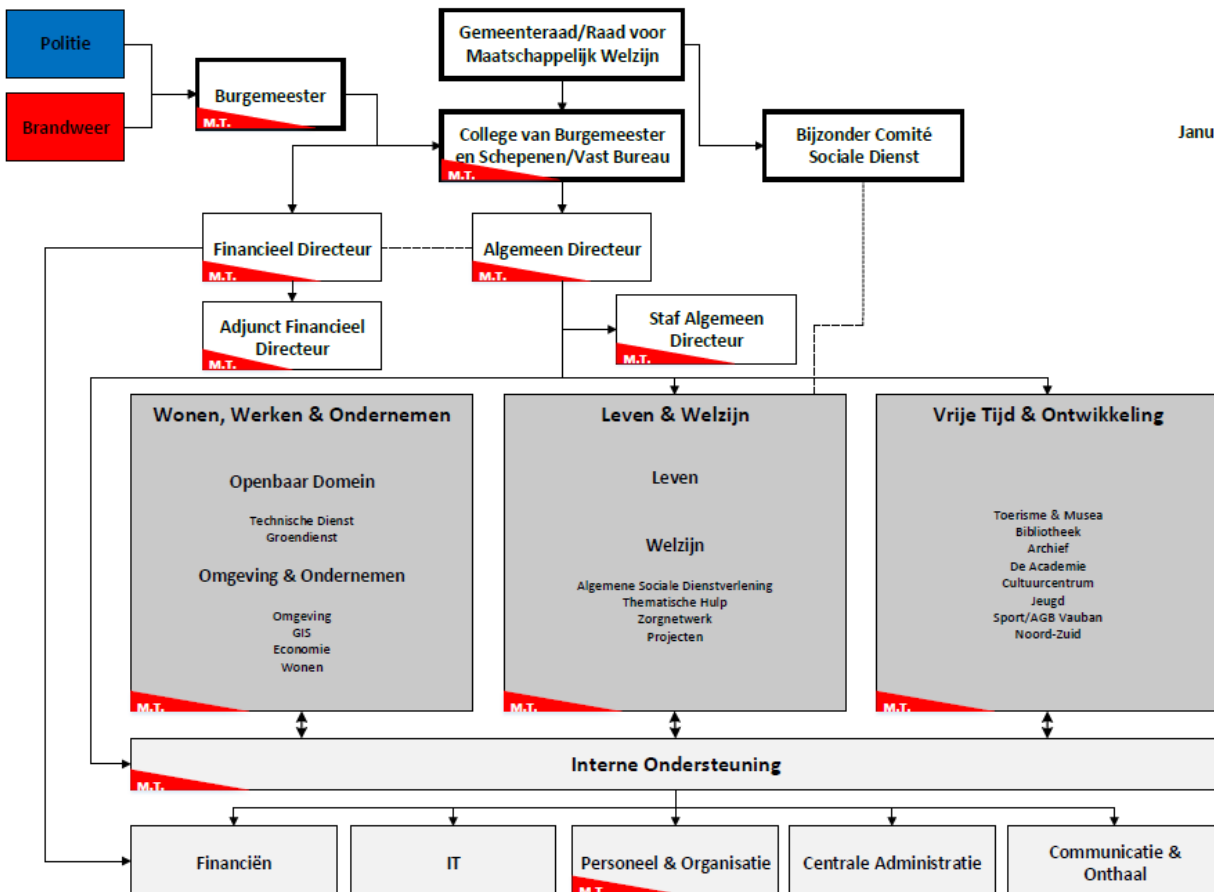 Politie
Brandweer
Burgemeester
M.T.
Gemeenteraad/Raad voor
Maatschappelijk Welzijn
College van Burgemeester
en Schepenen/Vast Bureau
M.T.
Bijzonder Comité
Sociale Dienst
Janu
Financieel Directeur
M.T.
Algemeen Directeur
M.T.
Adjunct Financieel
Directeur
M.T.
Staf Algemeen
Directeur
M.T.
Wonen, Werken & Ondernemen
Openbaar Domein
Technische Dienst
Groendienst
Omgeving & Ondernemen
Omgeving
GIS
Economie
Wonen
M.T.
Leven & Welzijn
Leven
Welzijn
Algemene Sociale Dienstverlening
Thematische Hulp
Zorgnetwerk
Projecten
M.T.
Vrije Tijd & Ontwikkeling
Toerisme & Musea
Bibliotheek
Archief
De Academie
Cultuurcentrum
Jeugd
Sport/AGB Vauban
Noord-Zuid
M.T.
Interne Ondersteuning
M.T.
Financiën
IT
Personeel & Organisatie
M.T.
Centrale Administratie
Communicatie &
Onthaal